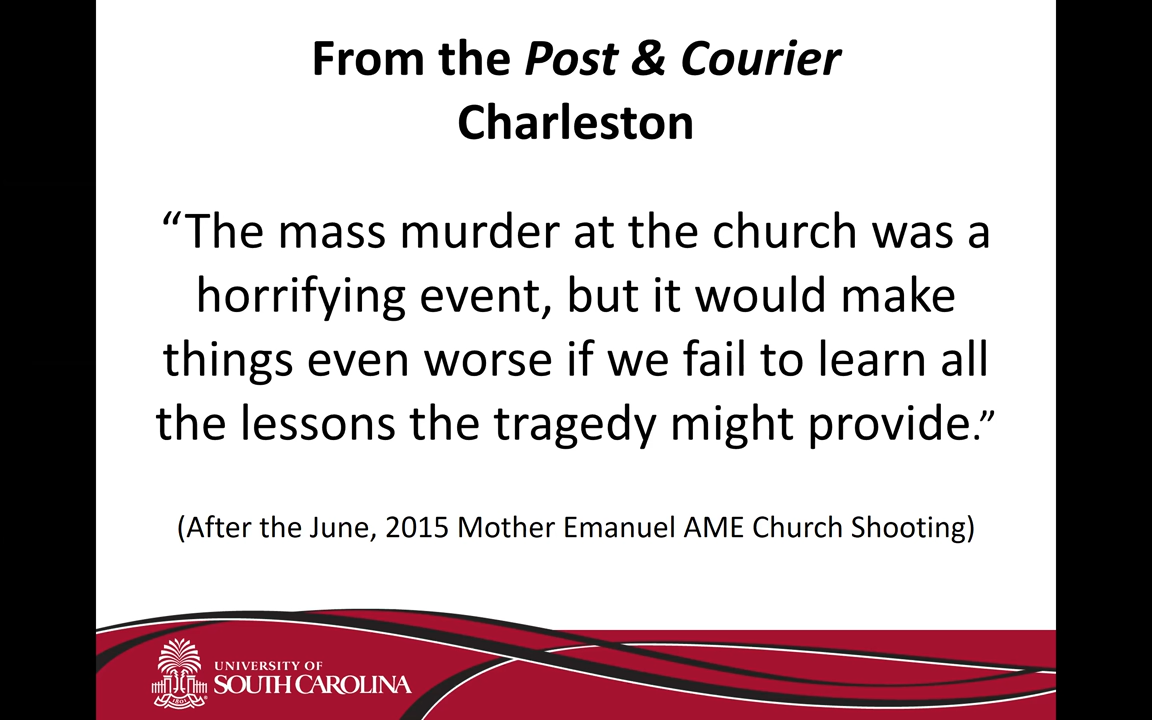 From the Post & Courier
Charleston
“The mass murder at the church was a
horrifying event, but it would make
things even worse if we fail to learn all
the lessons the tragedy might provide.”
(After the June, 2015 Mother Emanuel AME Church Shooting)
UNIVERSITY OF
SOUTH CAROLINA